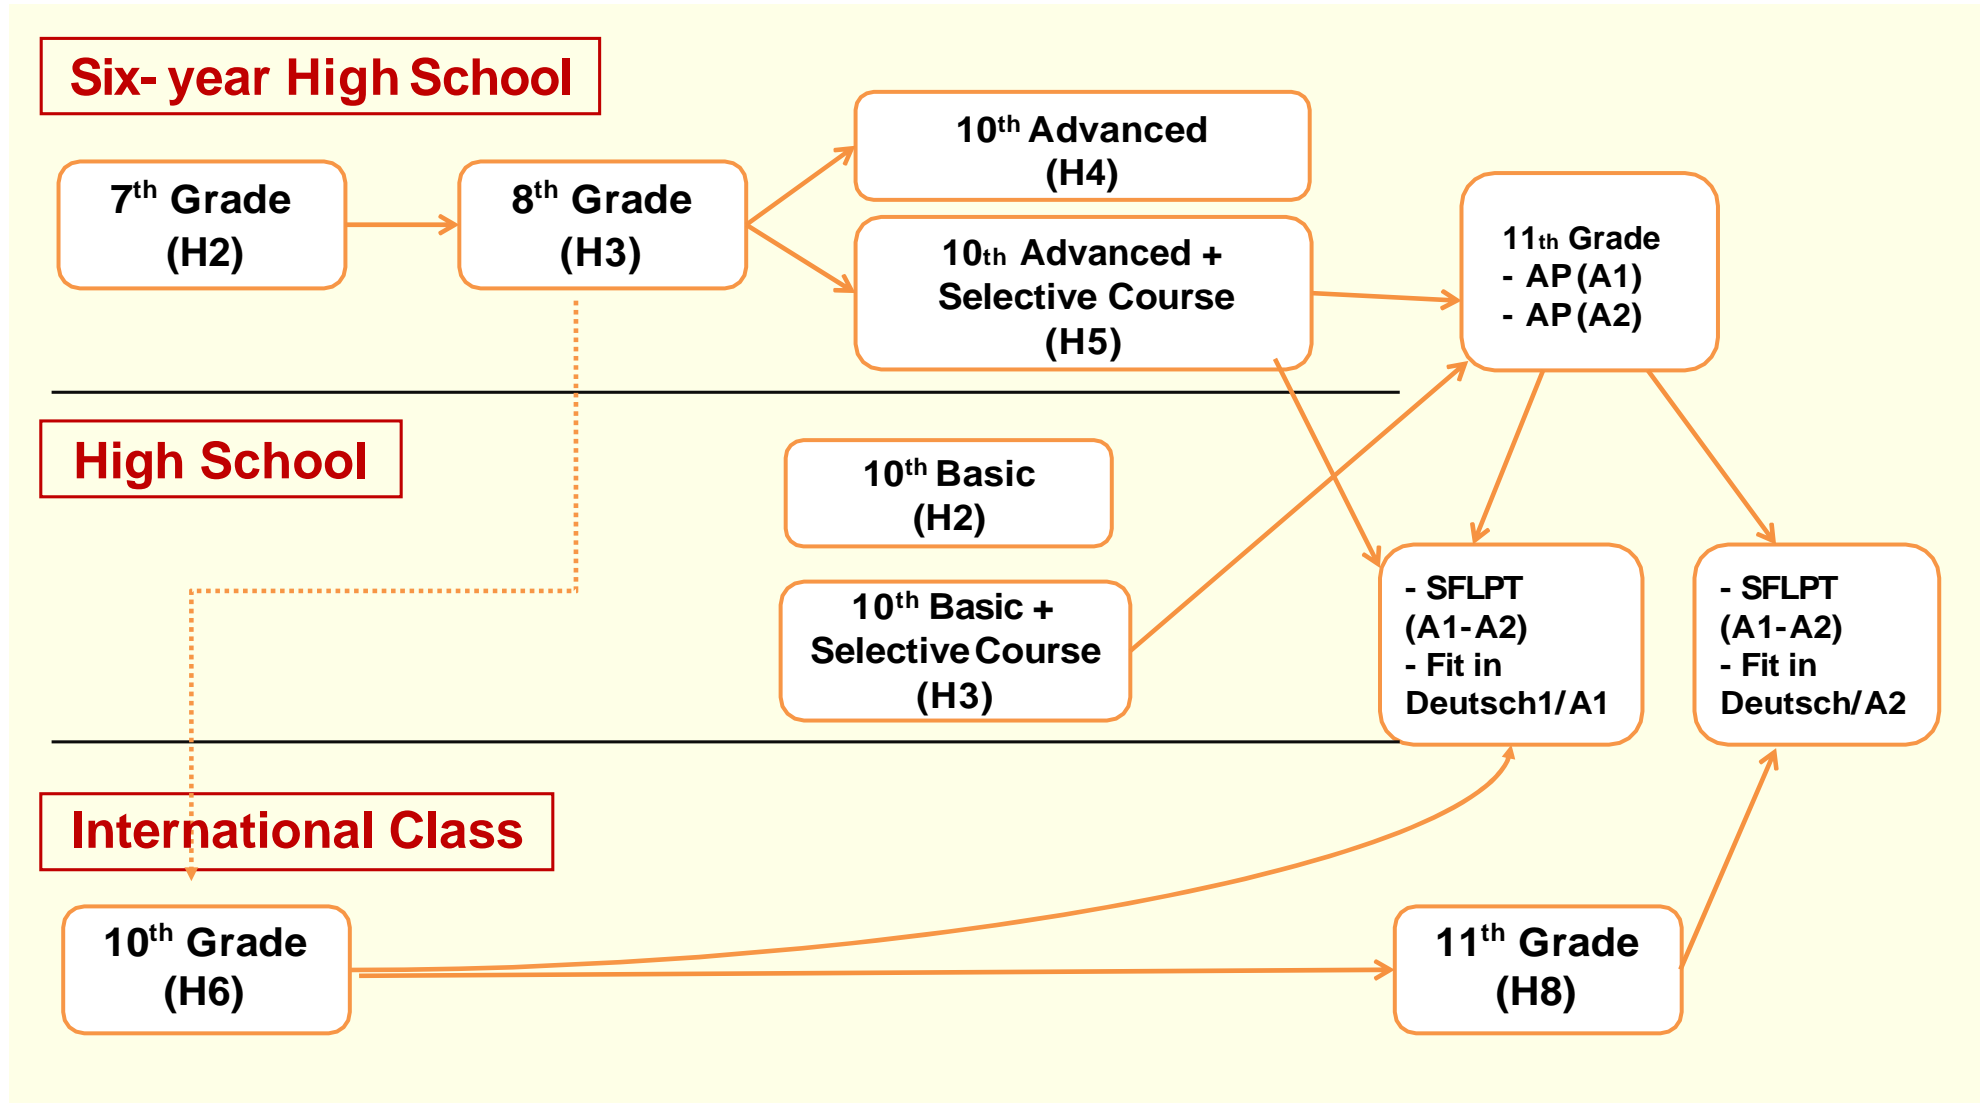 Six- year High School
7th Grade
(H2)
8th Grade
(H3)
10th Advanced
(H4)
10th Advanced +
Selective Course
(H5)
11th Grade
- AP (A1)
- AP (A2)
High School
10th Basic
(H2)
10th Basic +
Selective Course
(H3)
- SFLPT
(A1-A2)
- Fit in
Deutsch1/A1
- SFLPT
(A1-A2)
- Fit in
Deutsch/A2
International Class
10th Grade
(H6)
11th Grade
(H8)